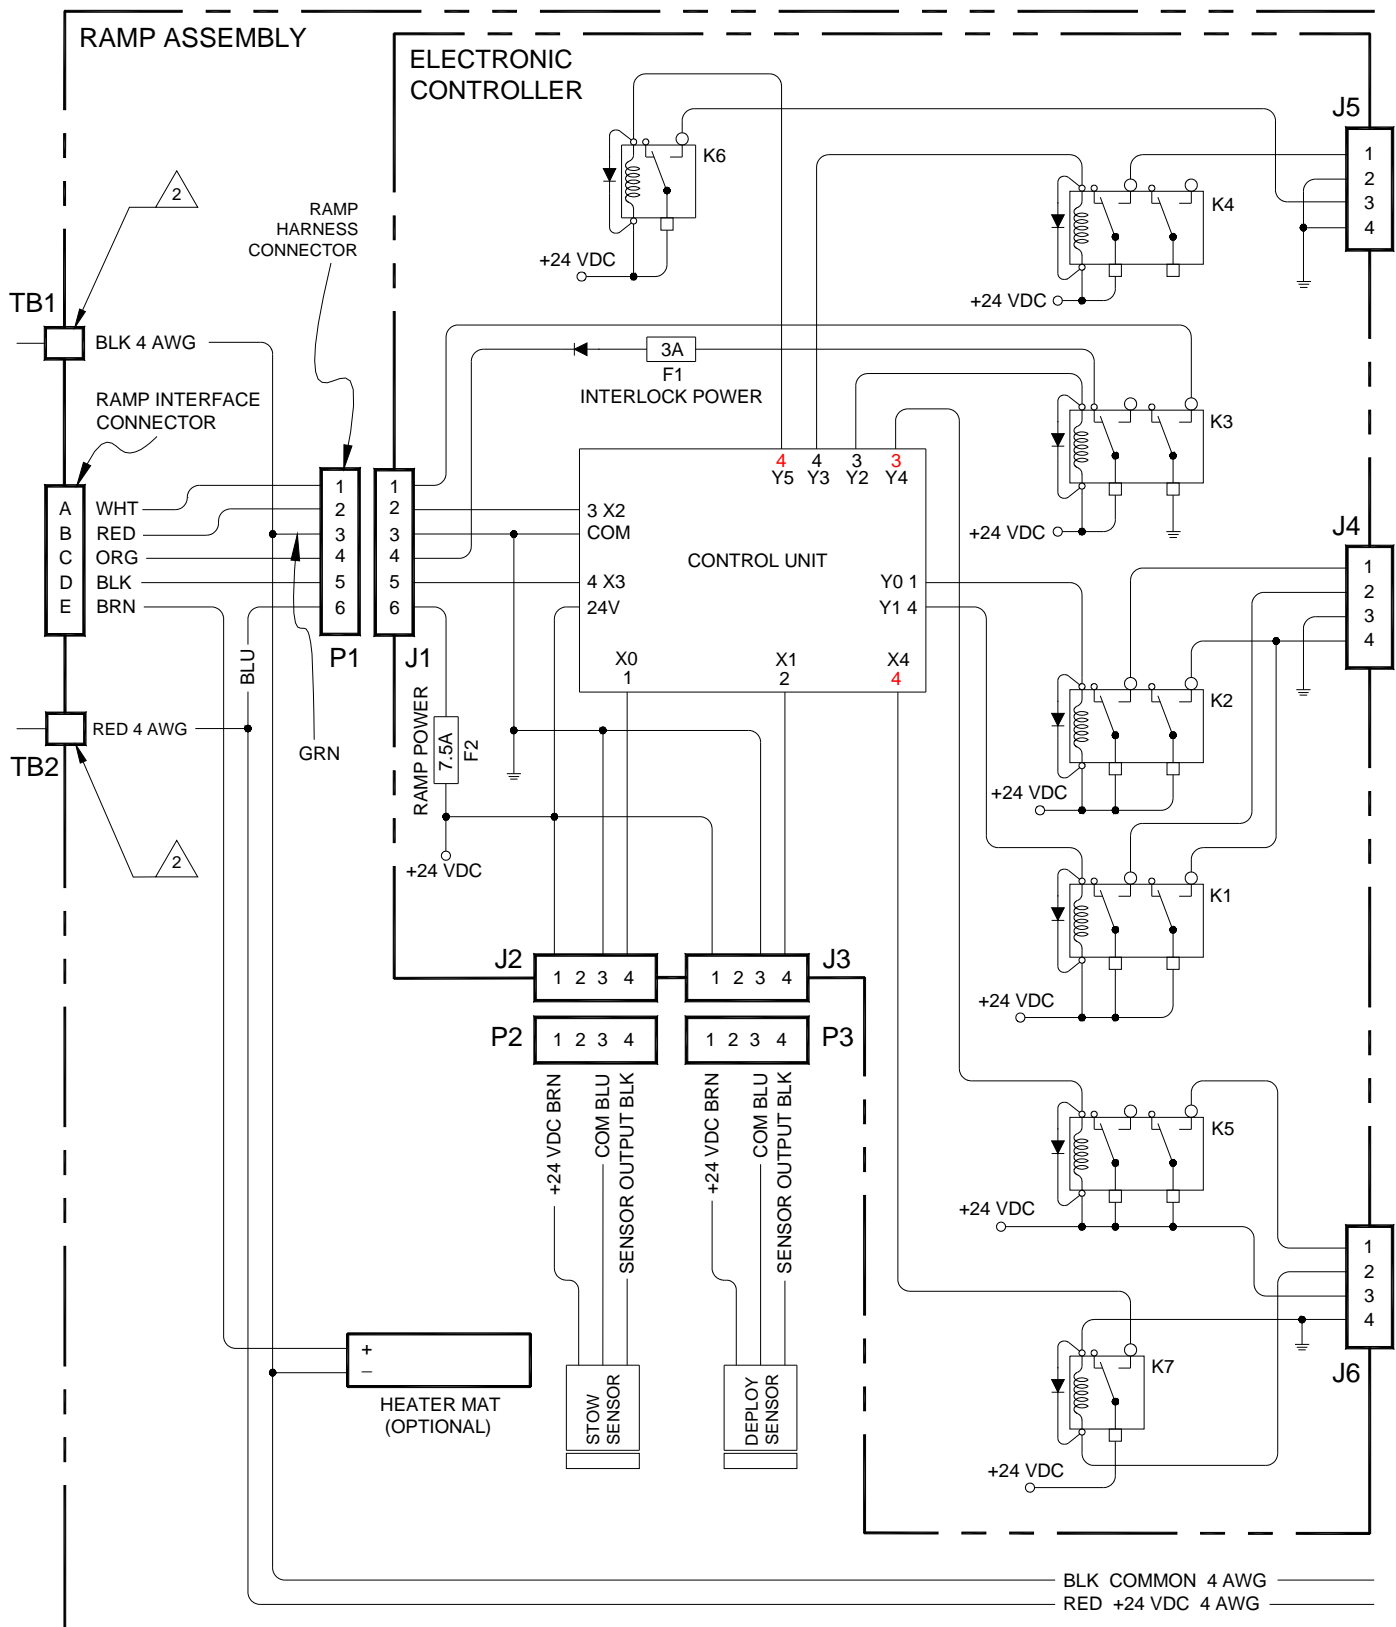 RAMP ASSEMBLY
ELECTRONIC
CONTROLLER
J5
1
2
3
4
K6
K4
+24 VDC
+24 VDC
2
RAMP
HARNESS
CONNECTOR
TB1
BLK 4 AWG
3A
F1
INTERLOCK POWER
RAMP INTERFACE
CONNECTOR
K3
+24 VDC
A WHT
B RED
C ORG
D BLK
E BRN
1
2
3
4
5
6
P1
1
2
3
4
5
6
J1
4 4 3 3
Y5 Y3 Y2 Y4
3 X2
COM
4 X3
24V
CONTROL UNIT
Y0 1
Y1 4
X0
1
X1
2
X4
4
J4
1
2
3
4
K2
+24 VDC
BLU
RED 4 AWG
TB2
GRN
2
RAMP POWER
7.5A
F2
+24 VDC
K1
+24 VDC
J2
1 2 3 4
J3
1 2 3 4
P2
1 2 3 4
P3
1 2 3 4
+24 VDC BRN
COM BLU
SENSOR OUTPUT BLK
+24 VDC BRN
COM BLU
SENSOR OUTPUT BLK
K5
+24 VDC
1
2
3
4
J6
K7
+24 VDC
+
–
HEATER MAT
(OPTIONAL)
STOW
SENSOR
DEPLOY
SENSOR
BLK COMMON 4 AWG
RED +24 VDC 4 AWG